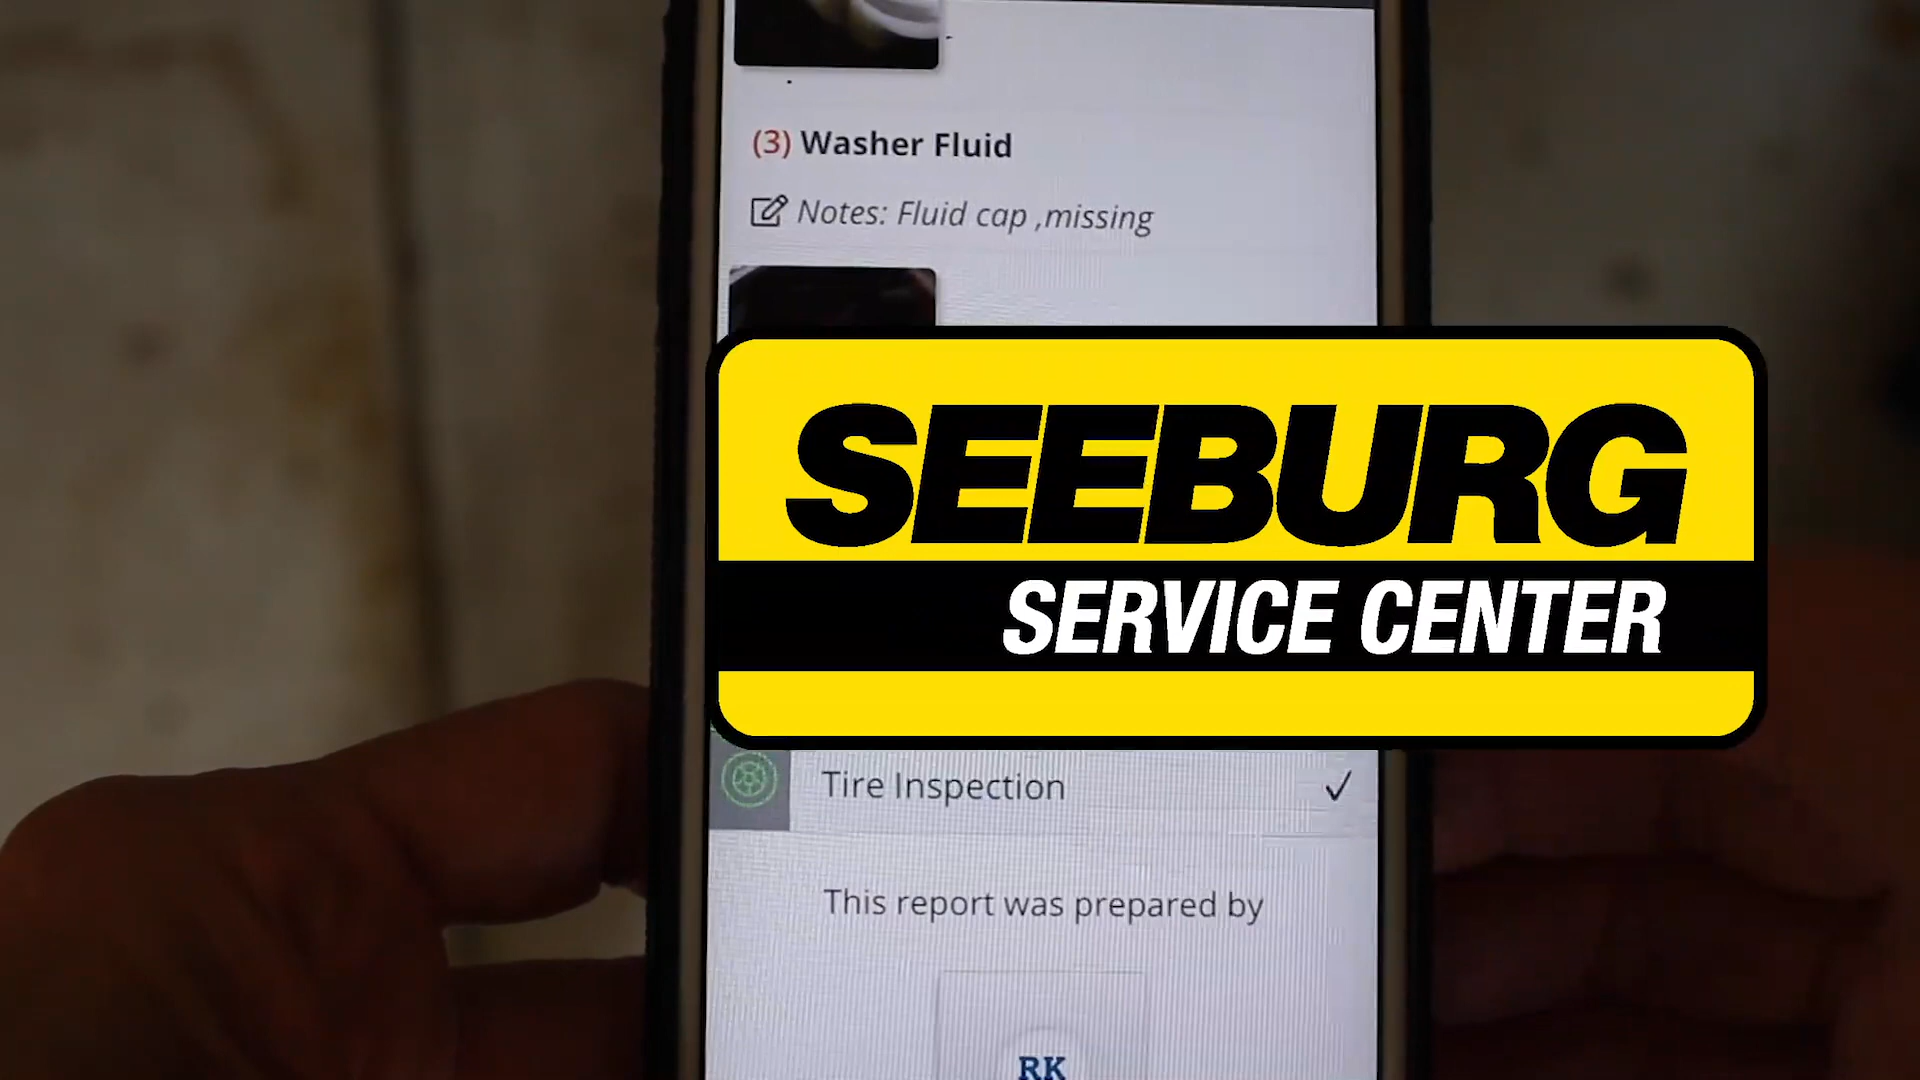 (3) Washer Fluid
Notes: Fluid cap ,missing
SEEBURG
SERVICE CENTER
Tire Inspection
This report was prepared by
RK